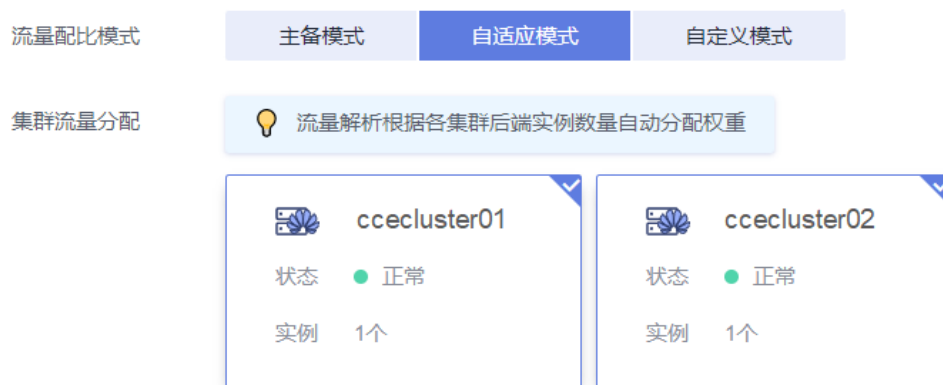 流量配比模式 主备模式 自适应模式 自定义模式
集群流量分配 流量解析根据各集群后端实例数量自动分配权重
ccecluster01 ccecluster02
状态 正常 状态 正常
实例 1个 实例 1个